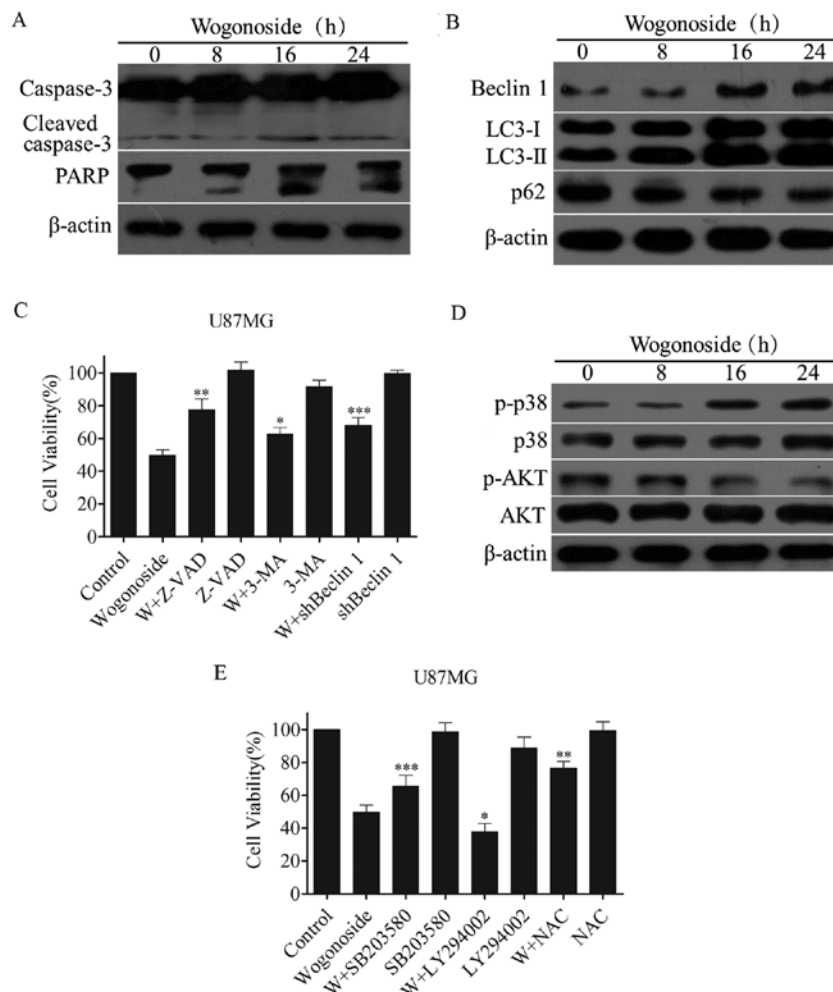 A
Wogonoside (h)
0 8 16 24
Caspase-3
Cleaved
caspase-3
PARP
β-actin
B
Wogonoside (h)
0 8 16 24
Beclin 1
LC3-I
LC3-II
p62
β-actin
C
U87MG
Cell Viability(%)
100
80
60
40
20
0
**
*
***
Control
Wogonoside
W+Z-VAD
Z-VAD
W+3-MA
3-MA
W+shBeclin 1
shBeclin 1
D
Wogonoside (h)
0 8 16 24
p-p38
p38
p-AKT
AKT
β-actin
E
U87MG
Cell Viability(%)
100
80
60
40
20
0
***
*
**
Control
Wogonoside
W+SB203580
SB203580
W+LY294002
LY294002
W+NAC
NAC